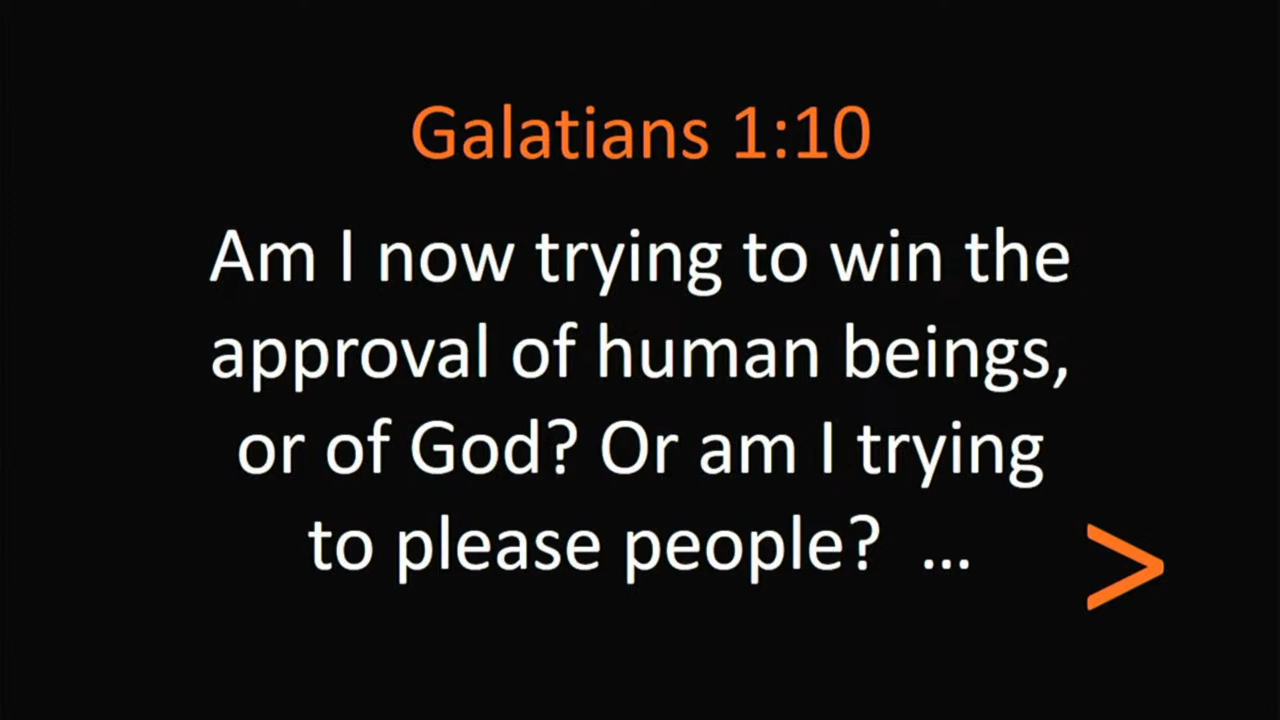 Galatians 1:10
Am I now trying to win the
approval of human beings,
or of God? Or am I trying
to please people?  ...
>